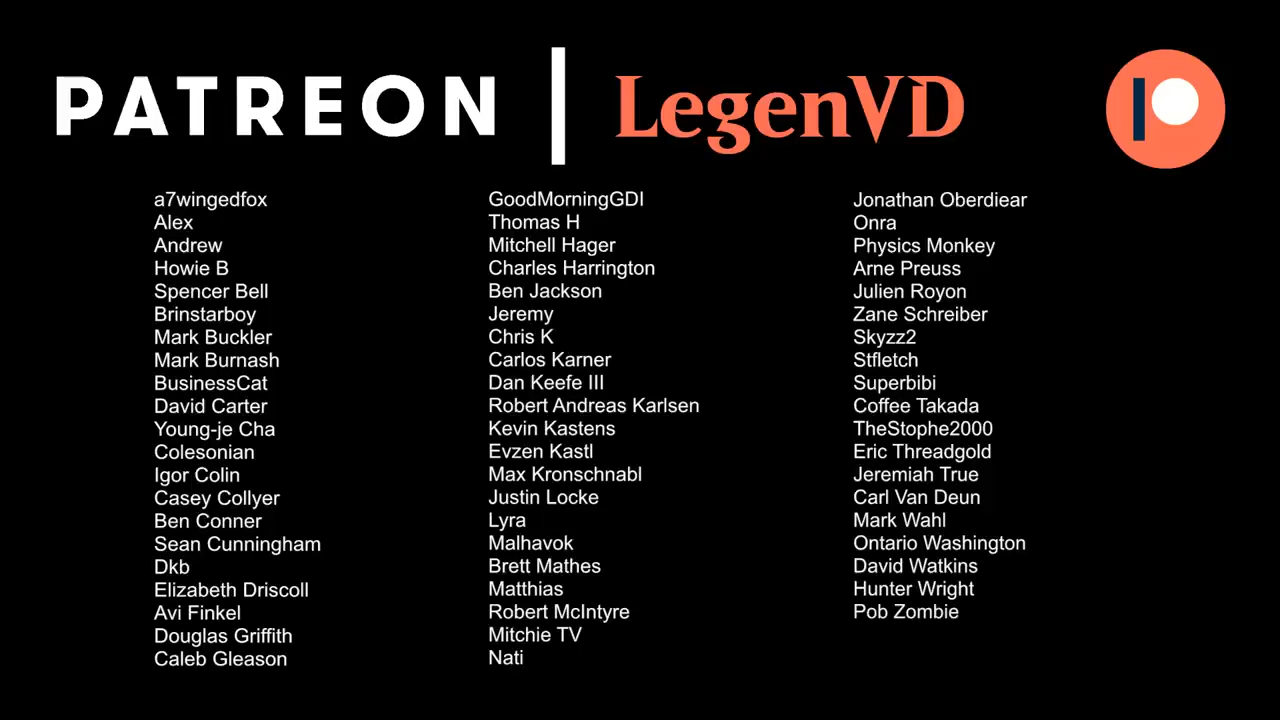 PATREON | LegenVD
a7wingedfox
Alex
Andrew
Howie B
Spencer Bell
Brinstarboy
Mark Buckler
Mark Burnash
BusinessCat
David Carter
Young-je Cha
Colesonian
Igor Colin
Casey Collyer
Ben Conner
Sean Cunningham
Dkb
Elizabeth Driscoll
Avi Finkel
Douglas Griffith
Caleb Gleason
GoodMorningGDI
Thomas H
Mitchell Hager
Charles Harrington
Ben Jackson
Jeremy
Chris K
Carlos Karner
Dan Keefe III
Robert Andreas Karlsen
Kevin Kastens
Evzen Kastl
Max Kronschnabl
Justin Locke
Lyra
Malhavok
Brett Mathes
Matthias
Robert McIntyre
Mitchie TV
Nati
Jonathan Oberdiear
Onra
Physics Monkey
Arne Preuss
Julien Royon
Zane Schreiber
Skyzz2
Stfletch
Superbibi
Coffee Takada
TheStophe2000
Eric Threadgold
Jeremiah True
Carl Van Deun
Mark Wahl
Ontario Washington
David Watkins
Hunter Wright
Pob Zombie